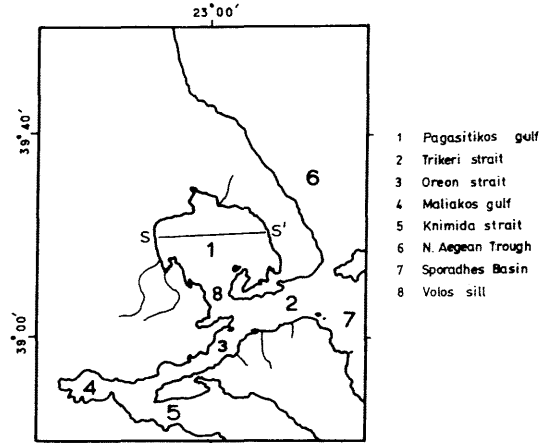 23°00'
39°40'
39°00'
S S'
1
2
3
4
5
6
7
8
1 Pagasitikos gulf
2 Trikeri strait
3 Oreon strait
4 Maliakos gulf
5 Knimida strait
6 N. Aegean Trough
7 Sporadhes Basin
8 Volos sill